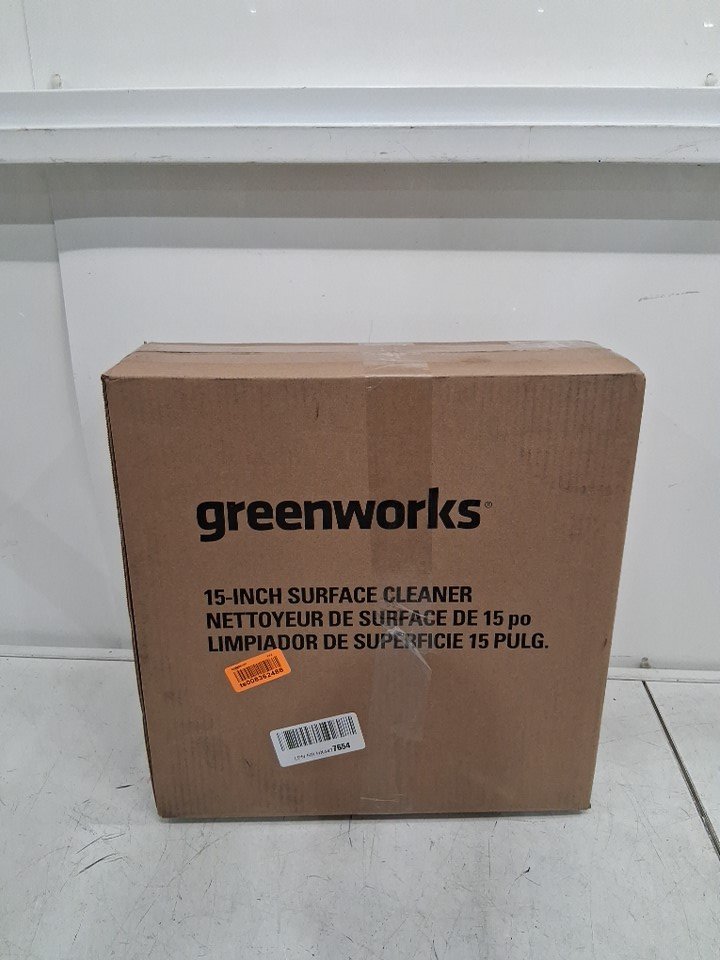 greenworks®
15-INCH SURFACE CLEANER
NETTOYEUR DE SURFACE DE 15 po
LIMPIADOR DE SUPERFICIE 15 PULG.
7654